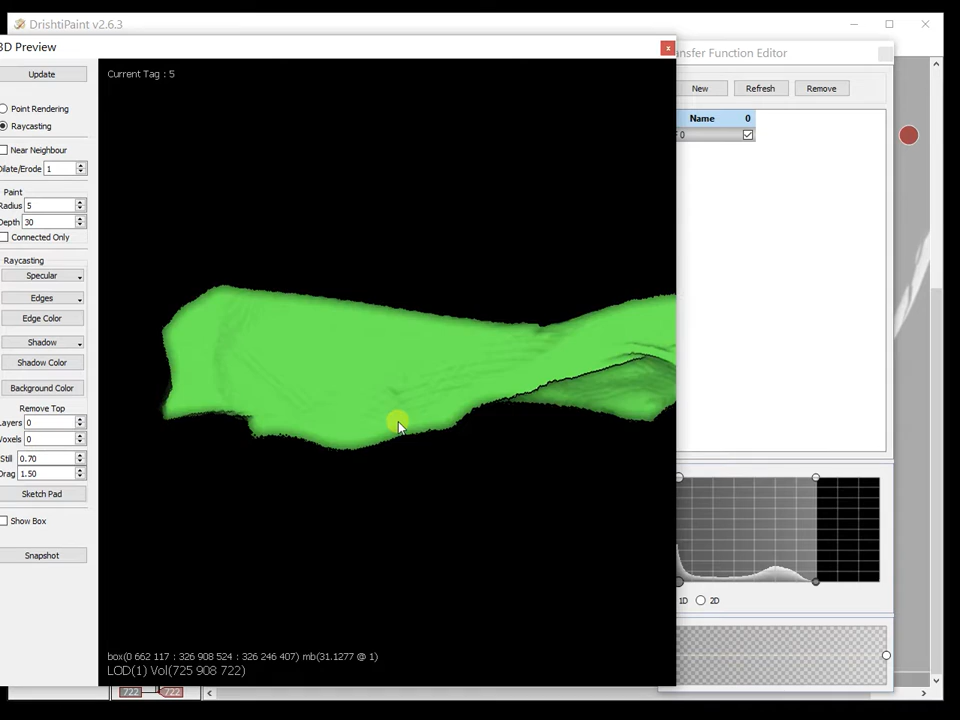 DrishtiPaint v2.6.3
3D Preview
x
Update
Current Tag : 5
Point Rendering
Raycasting
Near Neighbour
Dilate/Erode 1
Paint
Radius 5
Depth 30
Connected Only
Raycasting
Specular
Edges
Edge Color
Shadow
Shadow Color
Background Color
Remove Top
Layers 0
Voxels 0
Still 0.70
Drag 1.50
Sketch Pad
Show Box
Snapshot
box(0 662 117 : 326 908 524 : 326 246 407) mb(31.1277 @ 1)
LOD(1) Vol(725 908 722)
nsfer Function Editor
New Refresh Remove
Name 0
F 0
1D 2D
722 722